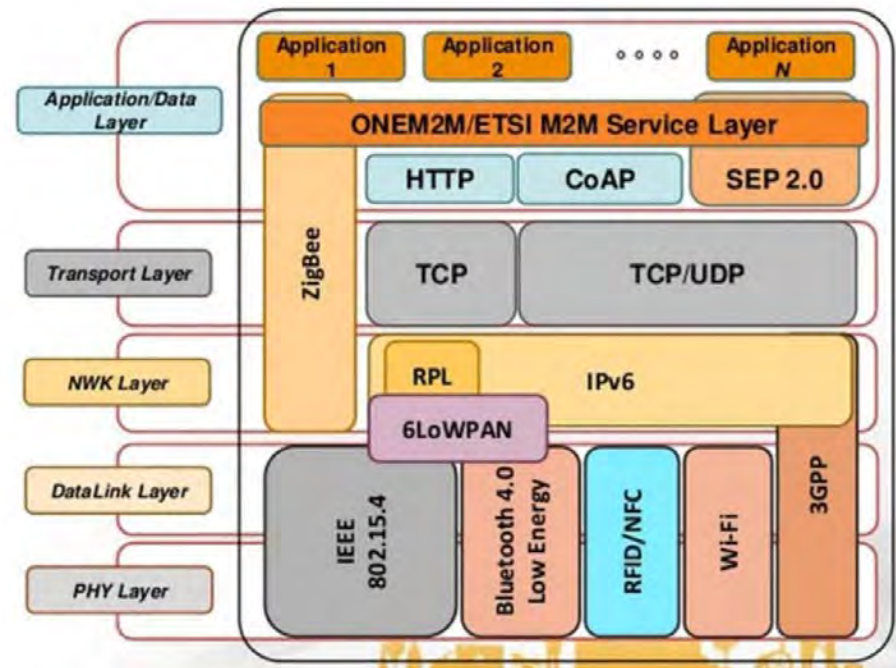 Application 1
Application 2
Application N
Application/Data Layer
ONEM2M/ETSI M2M Service Layer
HTTP
CoAP
SEP 2.0
ZigBee
Transport Layer
TCP
TCP/UDP
NWK Layer
RPL
IPv6
6LoWPAN
DataLink Layer
IEEE 802.15.4
Bluetooth 4.0 Low Energy
RFID/NFC
Wi-Fi
3GPP
PHY Layer